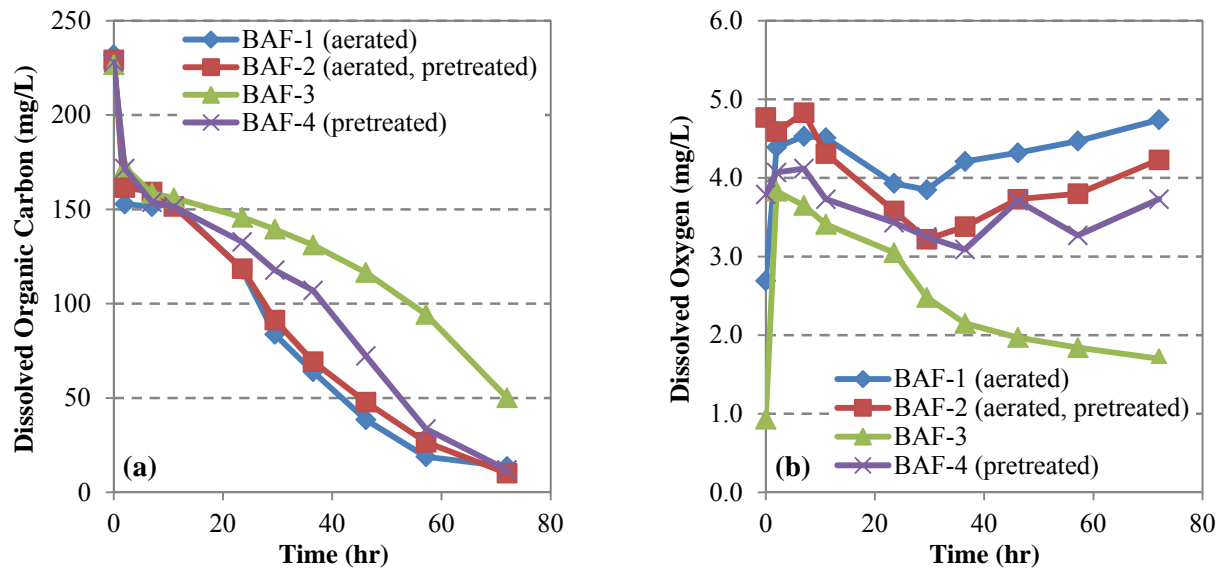 Dissolved Organic Carbon (mg/L)
250
200
150
100
50
0
BAF-1 (aerated)
BAF-2 (aerated, pretreated)
BAF-3
BAF-4 (pretreated)
(a)
0 20 40 60 80
Time (hr)
Dissolved Oxygen (mg/L)
6.0
5.0
4.0
3.0
2.0
1.0
0.0
BAF-1 (aerated)
BAF-2 (aerated, pretreated)
BAF-3
BAF-4 (pretreated)
(b)
0 20 40 60 80
Time (hr)